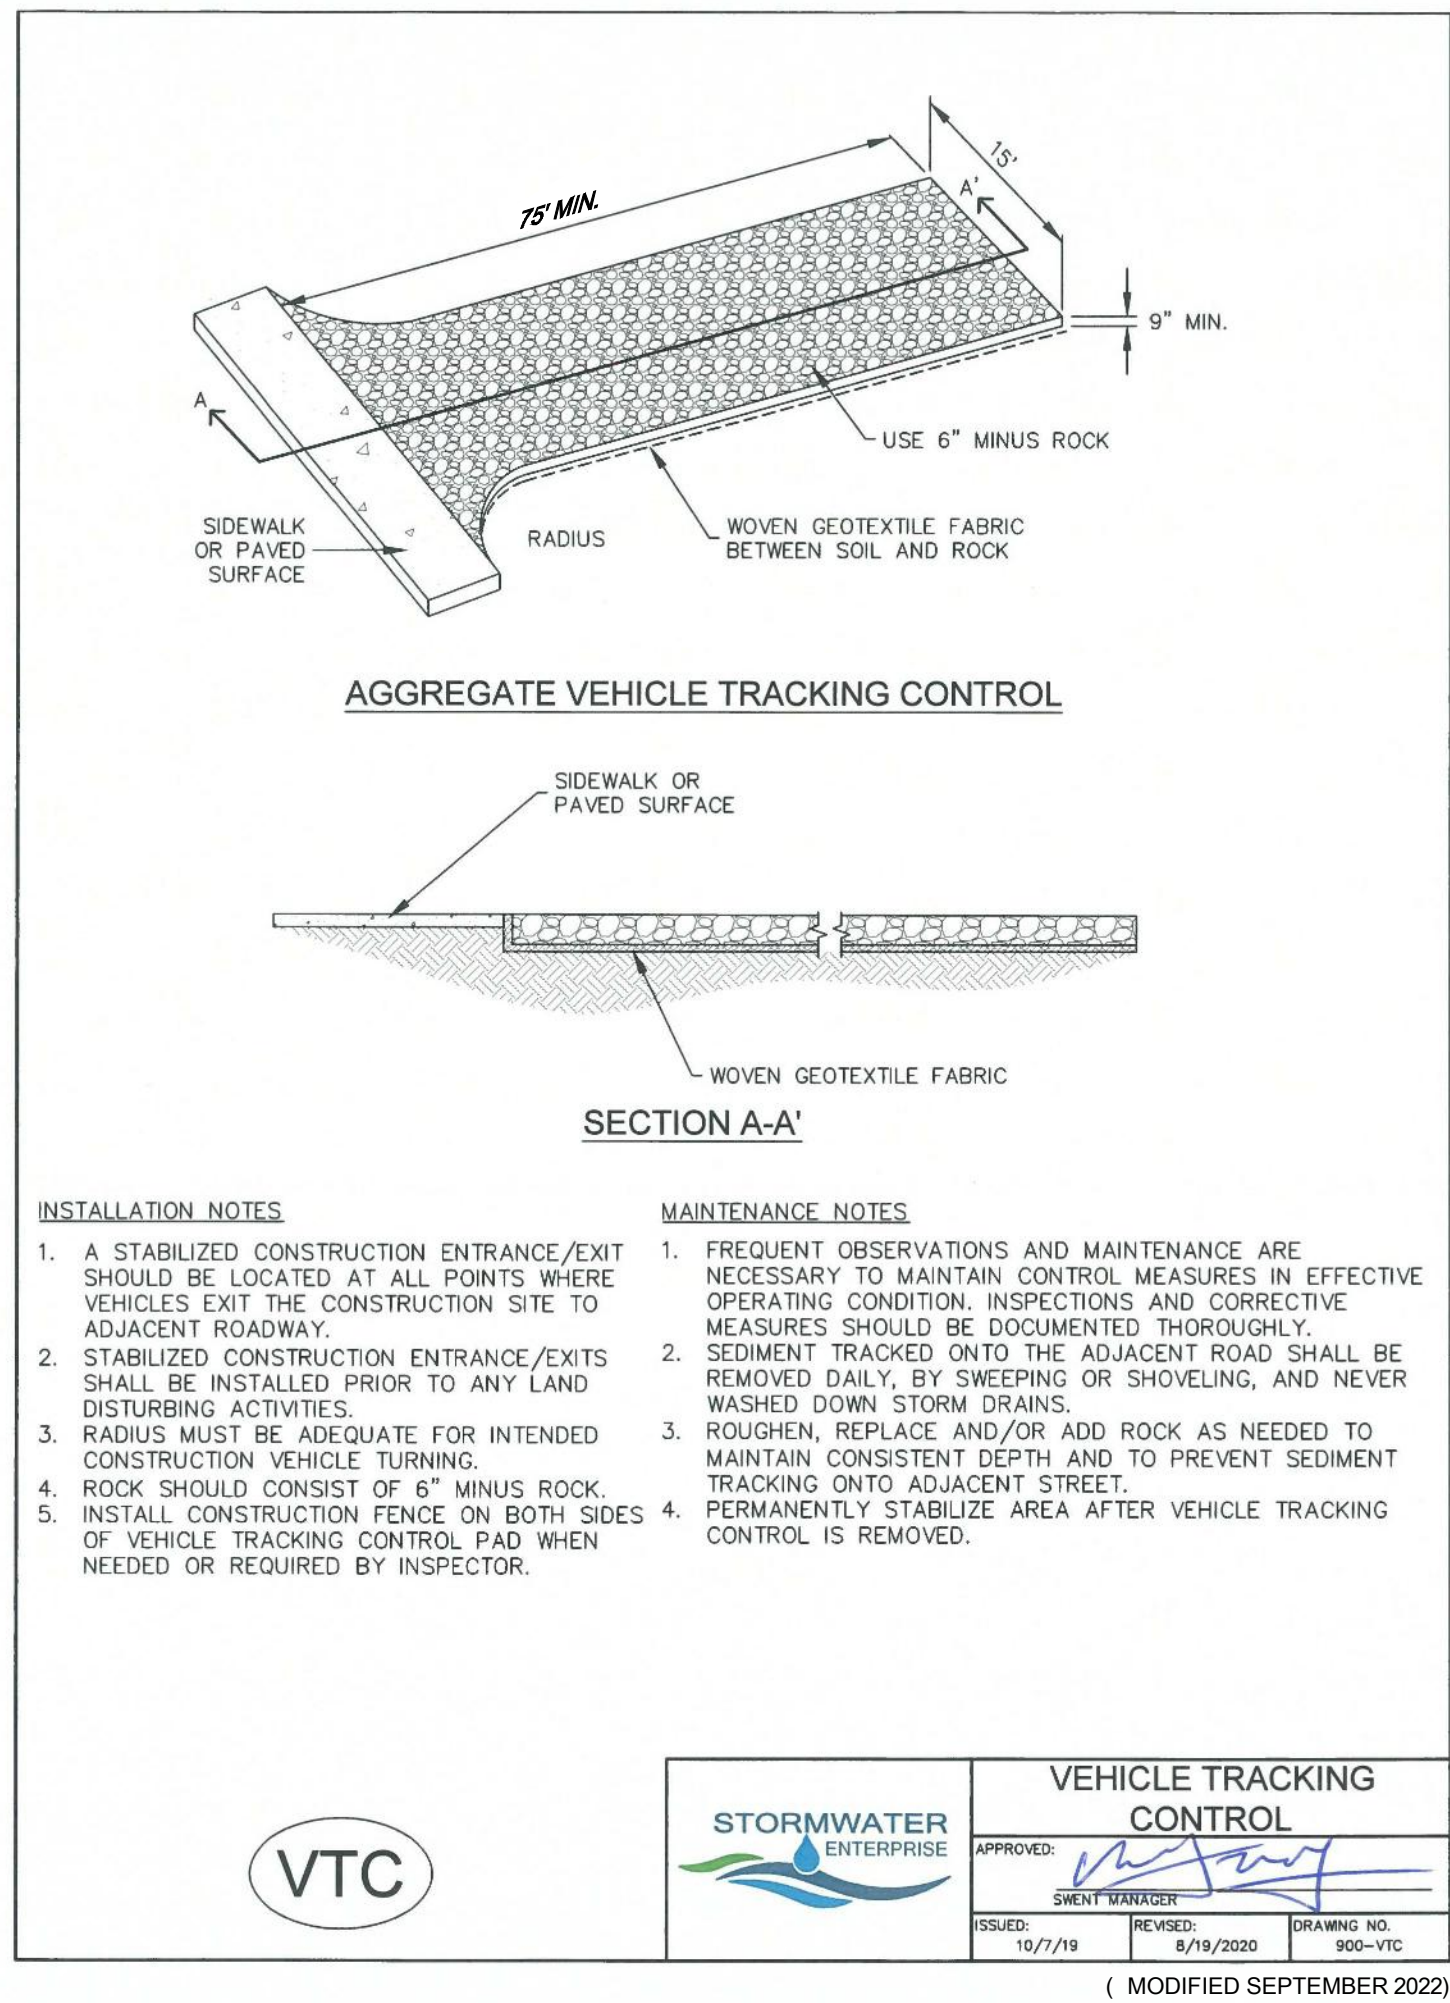 75' MIN.
15'
A'
9" MIN.
USE 6" MINUS ROCK
A
SIDEWALK
OR PAVED
SURFACE
RADIUS
WOVEN GEOTEXTILE FABRIC
BETWEEN SOIL AND ROCK
AGGREGATE VEHICLE TRACKING CONTROL
SIDEWALK OR
PAVED SURFACE
WOVEN GEOTEXTILE FABRIC
SECTION A-A'
INSTALLATION NOTES
1. A STABILIZED CONSTRUCTION ENTRANCE/EXIT
SHOULD BE LOCATED AT ALL POINTS WHERE
VEHICLES EXIT THE CONSTRUCTION SITE TO
ADJACENT ROADWAY.
2. STABILIZED CONSTRUCTION ENTRANCE/EXITS
SHALL BE INSTALLED PRIOR TO ANY LAND
DISTURBING ACTIVITIES.
3. RADIUS MUST BE ADEQUATE FOR INTENDED
CONSTRUCTION VEHICLE TURNING.
4. ROCK SHOULD CONSIST OF 6" MINUS ROCK.
5. INSTALL CONSTRUCTION FENCE ON BOTH SIDES
OF VEHICLE TRACKING CONTROL PAD WHEN
NEEDED OR REQUIRED BY INSPECTOR.
MAINTENANCE NOTES
1. FREQUENT OBSERVATIONS AND MAINTENANCE ARE
NECESSARY TO MAINTAIN CONTROL MEASURES IN EFFECTIVE
OPERATING CONDITION. INSPECTIONS AND CORRECTIVE
MEASURES SHOULD BE DOCUMENTED THOROUGHLY.
2. SEDIMENT TRACKED ONTO THE ADJACENT ROAD SHALL BE
REMOVED DAILY, BY SWEEPING OR SHOVELING, AND NEVER
WASHED DOWN STORM DRAINS.
3. ROUGHEN, REPLACE AND/OR ADD ROCK AS NEEDED TO
MAINTAIN CONSISTENT DEPTH AND TO PREVENT SEDIMENT
TRACKING ONTO ADJACENT STREET.
4. PERMANENTLY STABILIZE AREA AFTER VEHICLE TRACKING
CONTROL IS REMOVED.
VTC
STORMWATER
ENTERPRISE
VEHICLE TRACKING
CONTROL
APPROVED:
SWENT MANAGER
ISSUED:
10/7/19
REVISED:
8/19/2020
DRAWING NO.
900-VTC
( MODIFIED SEPTEMBER 2022)